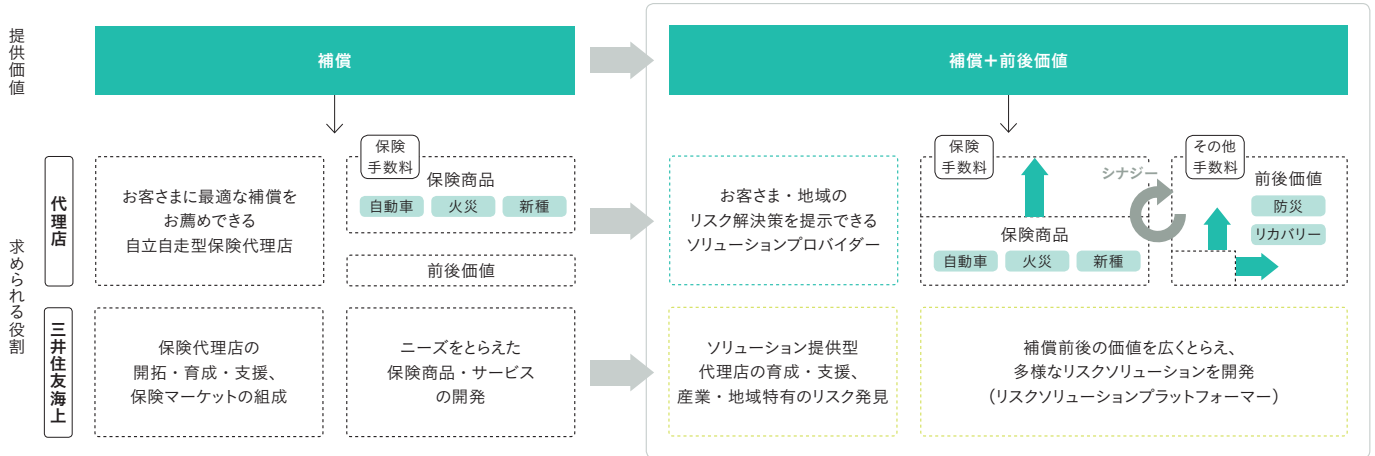 提供価値
補償
補償＋前後価値
求められる役割
代理店
お客さまに最適な補償を
お薦めできる
自立自走型保険代理店
保険
手数料
保険商品
自動車
火災
新種
前後価値
お客さま・地域の
リスク解決策を提示できる
ソリューションプロバイダー
保険
手数料
保険商品
自動車
火災
新種
シナジー
その他
手数料
前後価値
防災
リカバリー
三井住友海上
保険代理店の
開拓・育成・支援、
保険マーケットの組成
ニーズをとらえた
保険商品・サービス
の開発
ソリューション提供型
代理店の育成・支援、
産業・地域特有のリスク発見
補償前後の価値を広くとらえ、
多様なリスクソリューションを開発
（リスクソリューションプラットフォーマー）